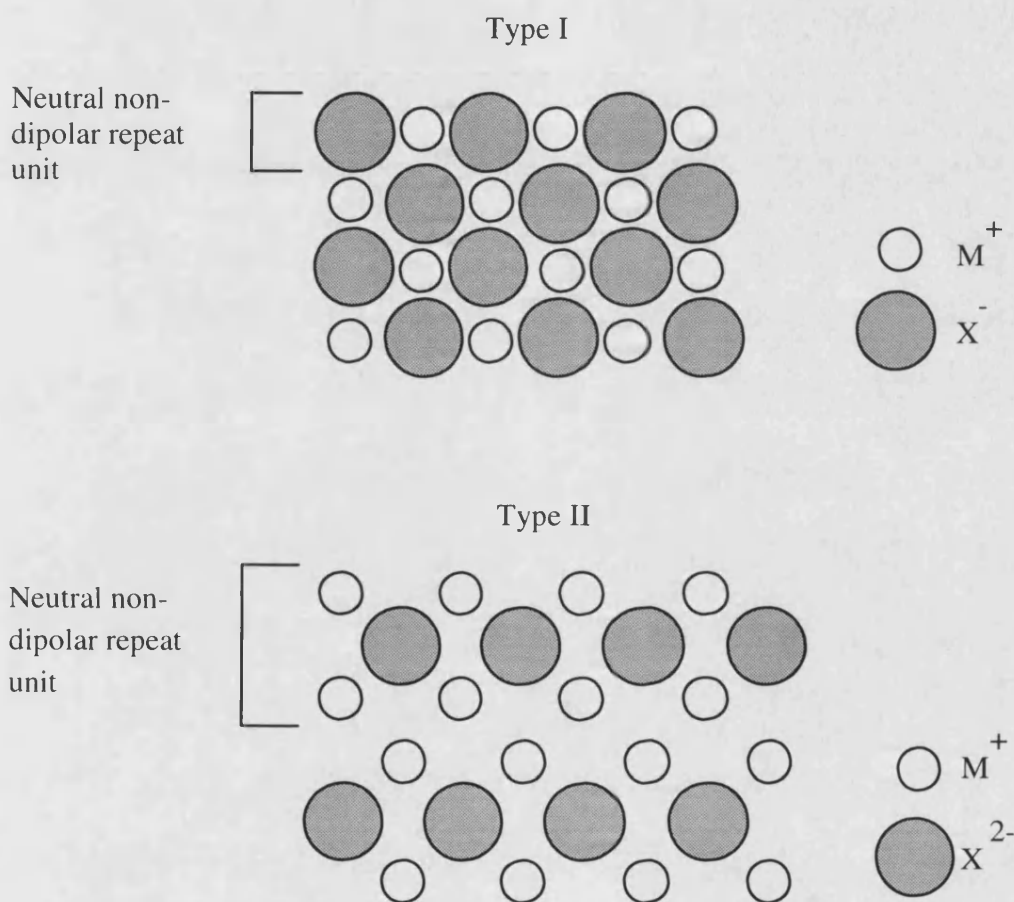 Type I
Neutral non-
dipolar repeat
unit
M+
X-
Type II
Neutral non-
dipolar repeat
unit
M+
X2-